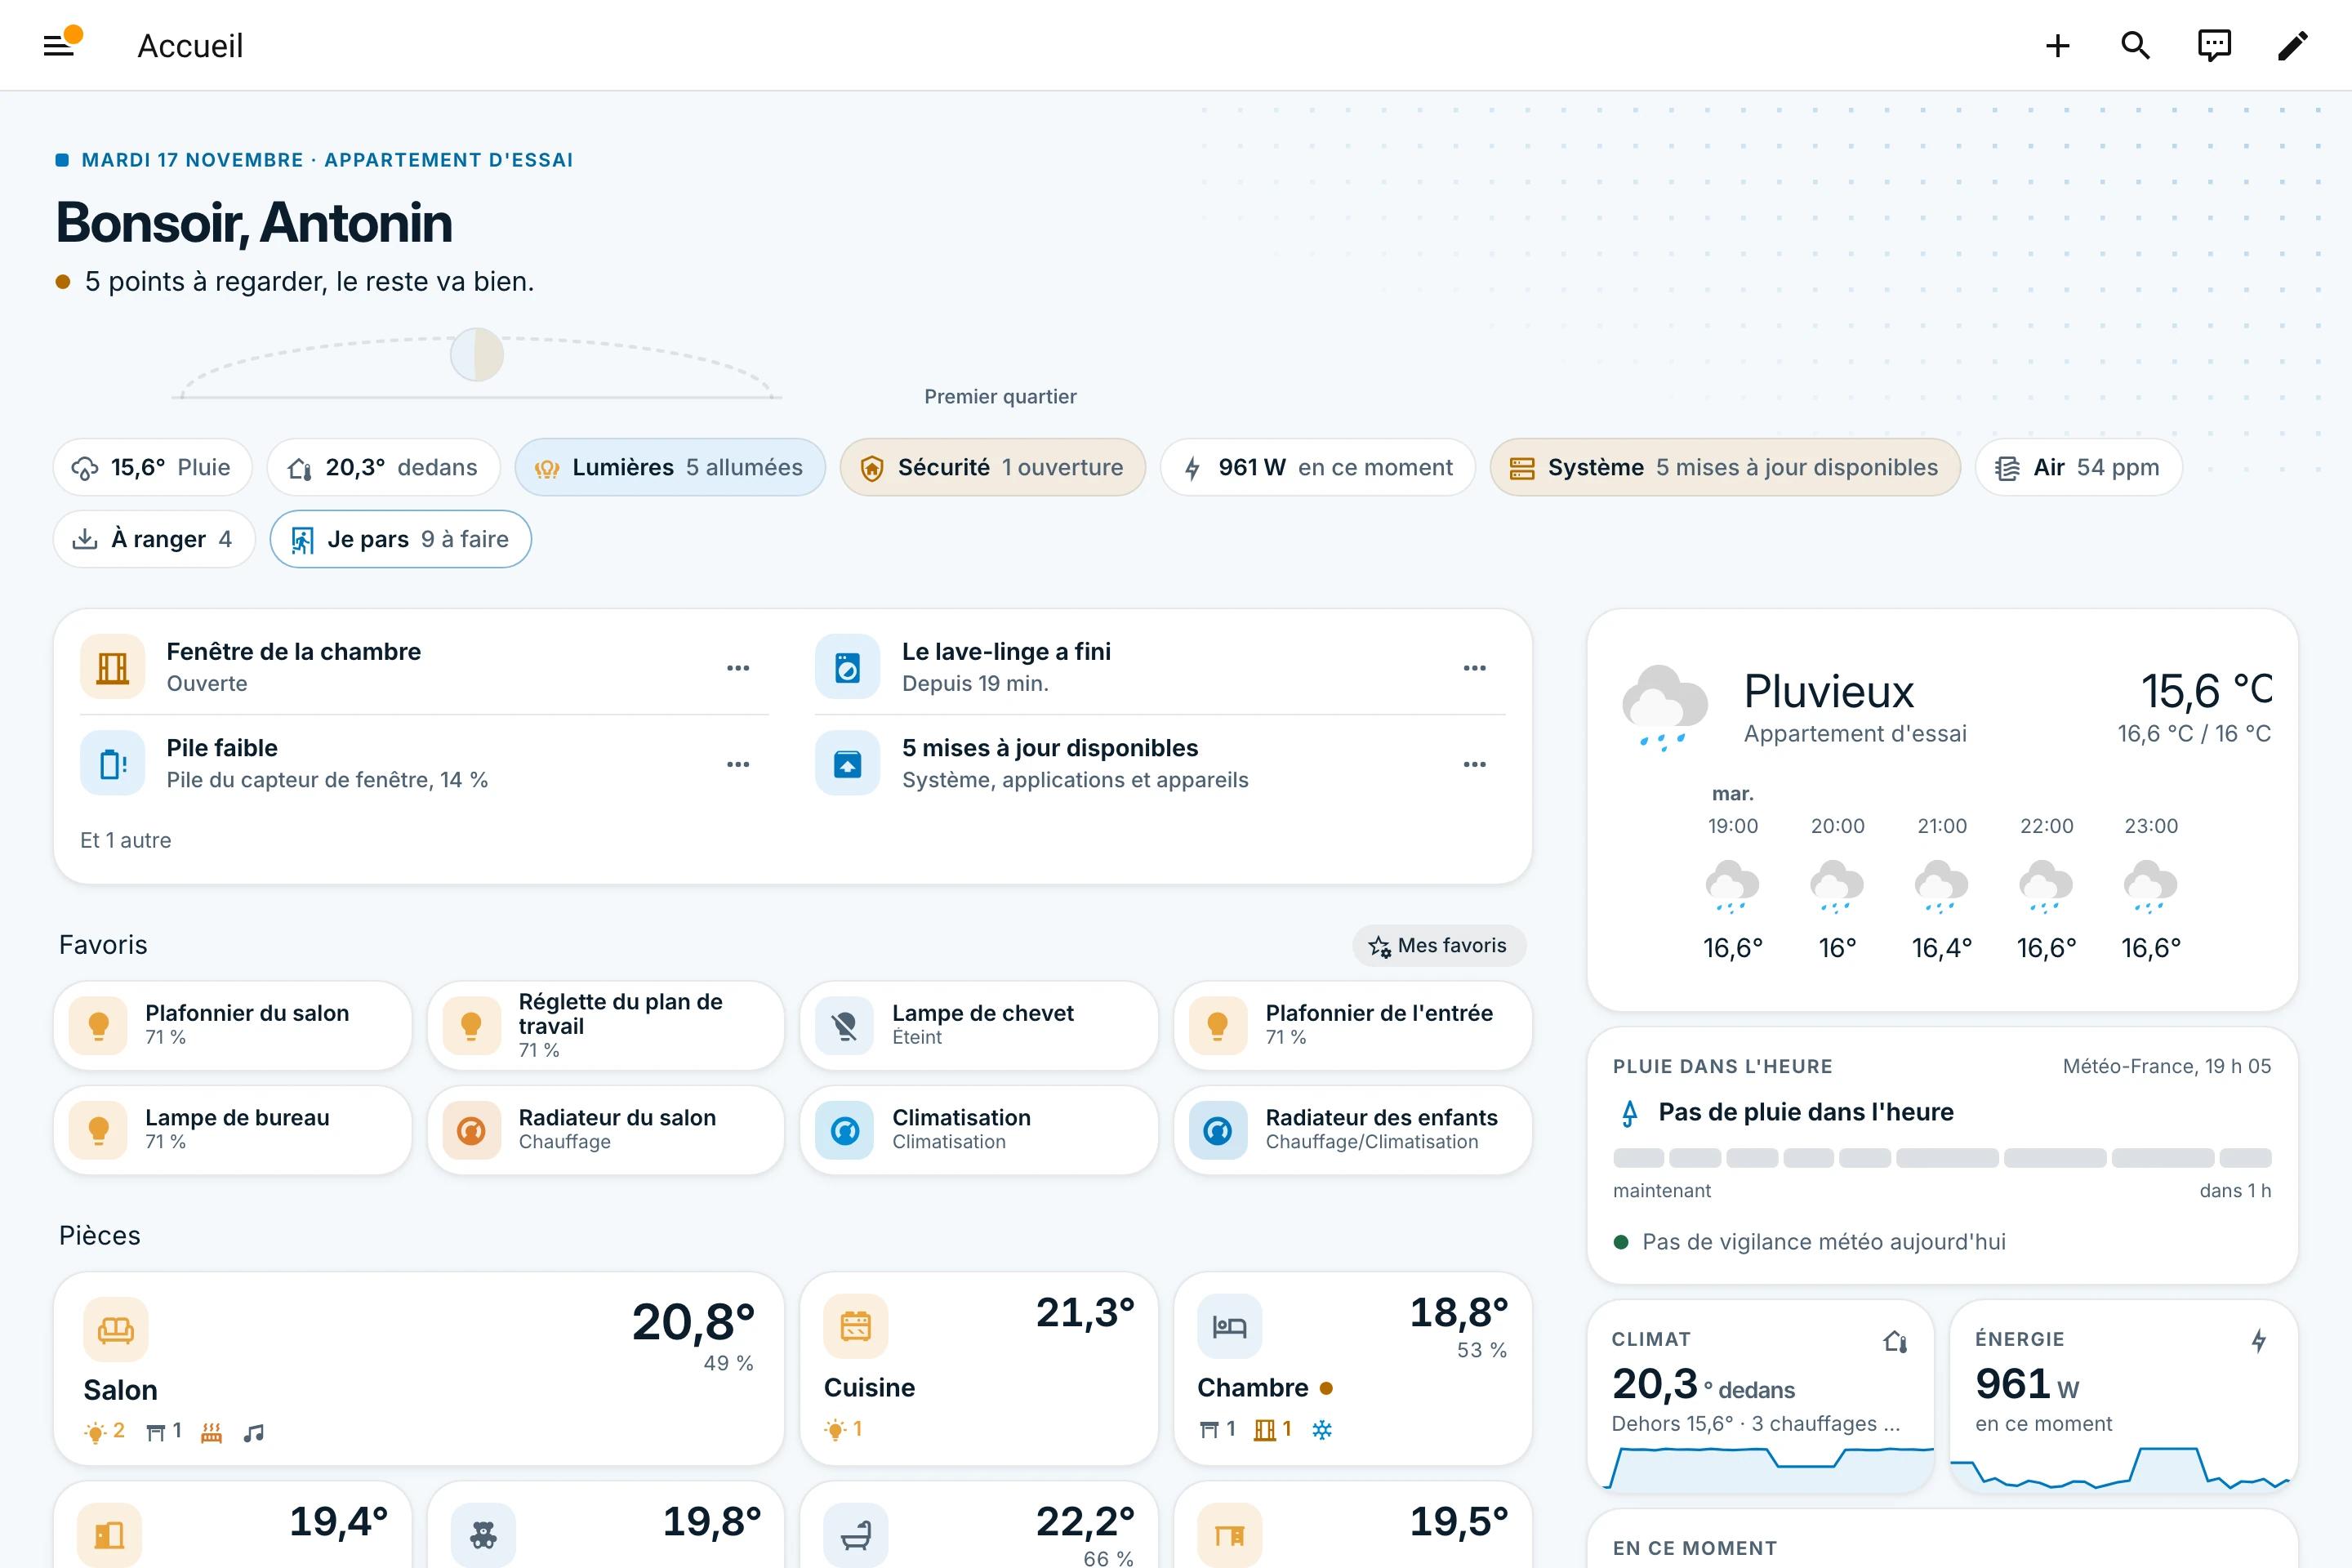 Accueil
MARDI 17 NOVEMBRE · APPARTEMENT D'ESSAI
Bonsoir, Antonin
5 points à regarder, le reste va bien.
Premier quartier
15,6° Pluie
20,3° dedans
Lumières 5 allumées
Sécurité 1 ouverture
961 W en ce moment
Système 5 mises à jour disponibles
Air 54 ppm
À ranger 4
Je pars 9 à faire
Fenêtre de la chambre
Ouverte
Le lave-linge a fini
Depuis 19 min.
Pile faible
Pile du capteur de fenêtre, 14 %
5 mises à jour disponibles
Système, applications et appareils
Et 1 autre
Favoris
Mes favoris
Plafonnier du salon
71 %
Réglette du plan de
travail
71 %
Lampe de chevet
Éteint
Plafonnier de l'entrée
71 %
Lampe de bureau
71 %
Radiateur du salon
Chauffage
Climatisation
Climatisation
Radiateur des enfants
Chauffage/Climatisation
Pièces
20,8°
49 %
Salon
2 1
21,3°
Cuisine
1
18,8°
53 %
Chambre
1 1
19,4°
19,8°
22,2°
66 %
19,5°
Pluvieux
Appartement d'essai
15,6 °C
16,6 °C / 16 °C
mar.
19:00 20:00 21:00 22:00 23:00
16,6° 16° 16,4° 16,6° 16,6°
PLUIE DANS L'HEURE
Météo-France, 19 h 05
Pas de pluie dans l'heure
maintenant
dans 1 h
Pas de vigilance météo aujourd'hui
CLIMAT
20,3 ° dedans
Dehors 15,6° · 3 chauffages ...
ÉNERGIE
961 W
en ce moment
EN CE MOMENT